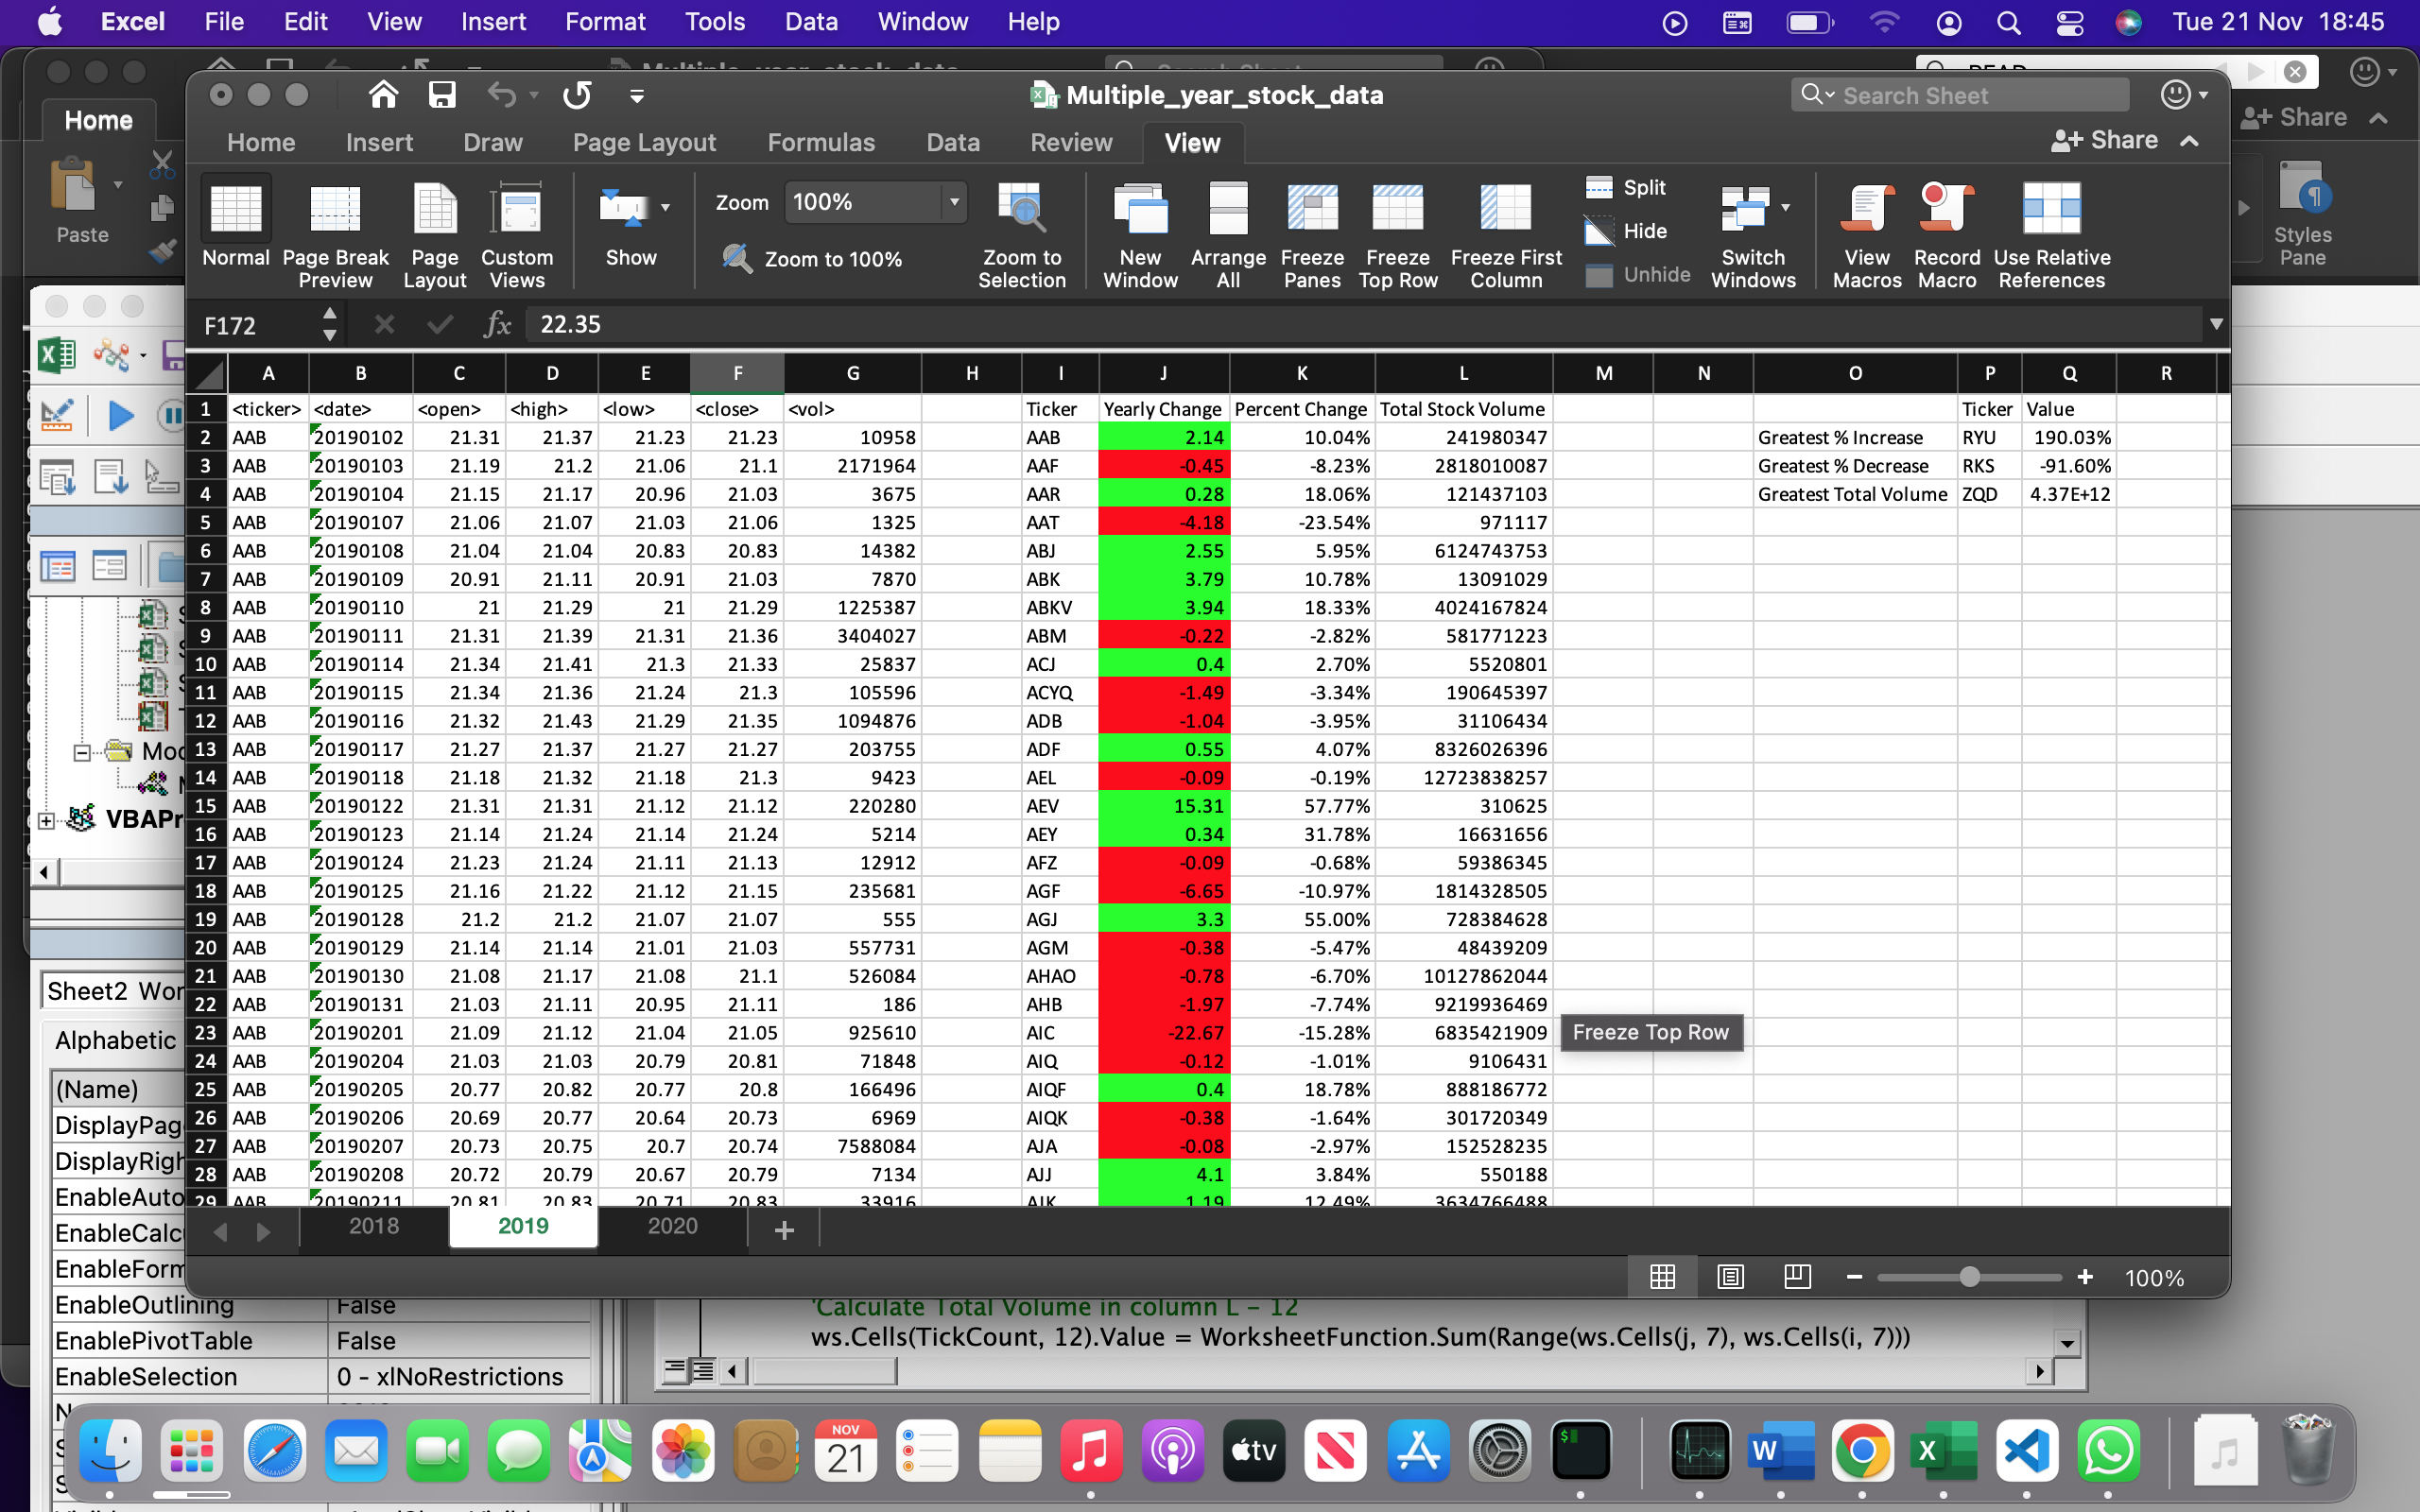 Excel File Edit View Insert Format Tools Data Window Help Tue 21 Nov 18:45
Multiple_year_stock_data
Search Sheet
Home
Home Insert Draw Page Layout Formulas Data Review View
Share
Share
Paste
Normal
Page Break Preview
Page Layout
Custom Views
Show
Zoom 100%
Zoom to 100%
Zoom to Selection
New Window
Arrange All
Freeze Panes
Freeze Top Row
Freeze First Column
Split
Hide
Unhide
Switch Windows
View Macros
Record Macro
Use Relative References
Styles Pane
F172 fx 22.35
A B C D E F G H I J K L M N O P Q R
1 <ticker> <date> <open> <high> <low> <close> <vol> Ticker Yearly Change Percent Change Total Stock Volume Ticker Value
2 AAB 20190102 21.31 21.37 21.23 21.23 10958 AAB 2.14 10.04% 241980347 Greatest % Increase RYU 190.03%
3 AAB 20190103 21.19 21.2 21.06 21.1 2171964 AAF -0.45 -8.23% 2818010087 Greatest % Decrease RKS -91.60%
4 AAB 20190104 21.15 21.17 20.96 21.03 3675 AAR 0.28 18.06% 121437103 Greatest Total Volume ZQD 4.37E+12
5 AAB 20190107 21.06 21.07 21.03 21.06 1325 AAT -4.18 -23.54% 971117
6 AAB 20190108 21.04 21.04 20.83 20.83 14382 ABJ 2.55 5.95% 6124743753
7 AAB 20190109 20.91 21.11 20.91 21.03 7870 ABK 3.79 10.78% 13091029
8 AAB 20190110 21 21.29 21 21.29 1225387 ABKV 3.94 18.33% 4024167824
9 AAB 20190111 21.31 21.39 21.31 21.36 3404027 ABM -0.22 -2.82% 581771223
10 AAB 20190114 21.34 21.41 21.3 21.33 25837 ACJ 0.4 2.70% 5520801
11 AAB 20190115 21.34 21.36 21.24 21.3 105596 ACYQ -1.49 -3.34% 190645397
12 AAB 20190116 21.32 21.43 21.29 21.35 1094876 ADB -1.04 -3.95% 31106434
13 AAB 20190117 21.27 21.37 21.27 21.27 203755 ADF 0.55 4.07% 8326026396
14 AAB 20190118 21.18 21.32 21.18 21.3 9423 AEL -0.09 -0.19% 12723838257
15 AAB 20190122 21.31 21.31 21.12 21.12 220280 AEV 15.31 57.77% 310625
16 AAB 20190123 21.14 21.24 21.14 21.24 5214 AEY 0.34 31.78% 16631656
17 AAB 20190124 21.23 21.24 21.11 21.13 12912 AFZ -0.09 -0.68% 59386345
18 AAB 20190125 21.16 21.22 21.12 21.15 235681 AGF -6.65 -10.97% 1814328505
19 AAB 20190128 21.2 21.2 21.07 21.07 555 AGJ 3.3 55.00% 728384628
20 AAB 20190129 21.14 21.14 21.01 21.03 557731 AGM -0.38 -5.47% 48439209
21 AAB 20190130 21.08 21.17 21.08 21.1 526084 AHAO -0.78 -6.70% 10127862044
22 AAB 20190131 21.03 21.11 20.95 21.11 186 AHB -1.97 -7.74% 9219936469
23 AAB 20190201 21.09 21.12 21.04 21.05 925610 AIC -22.67 -15.28% 6835421909
24 AAB 20190204 21.03 21.03 20.79 20.81 71848 AIQ -0.12 -1.01% 9106431
25 AAB 20190205 20.77 20.82 20.77 20.8 166496 AIQF 0.4 18.78% 888186772
26 AAB 20190206 20.69 20.77 20.64 20.73 6969 AIQK -0.38 -1.64% 301720349
27 AAB 20190207 20.73 20.75 20.7 20.74 7588084 AJA -0.08 -2.97% 152528235
28 AAB 20190208 20.72 20.79 20.67 20.79 7134 AJJ 4.1 3.84% 550188
29 AAB 20190211 20.81 20.83 20.71 20.83 33916 AJK 1.19 12.49% 3634766488
Freeze Top Row
2018 2019 2020
100%
VBAPr
Sheet2 Wor
Alphabetic
(Name)
DisplayPag
DisplayRigh
EnableAuto
EnableCalc
EnableForm
EnableOutlining False
EnablePivotTable False
EnableSelection 0 - xlNoRestrictions
'Calculate Total Volume in column L - 12
ws.Cells(TickCount, 12).Value = WorksheetFunction.Sum(Range(ws.Cells(j, 7), ws.Cells(i, 7)))
NOV
21
tv
W
X